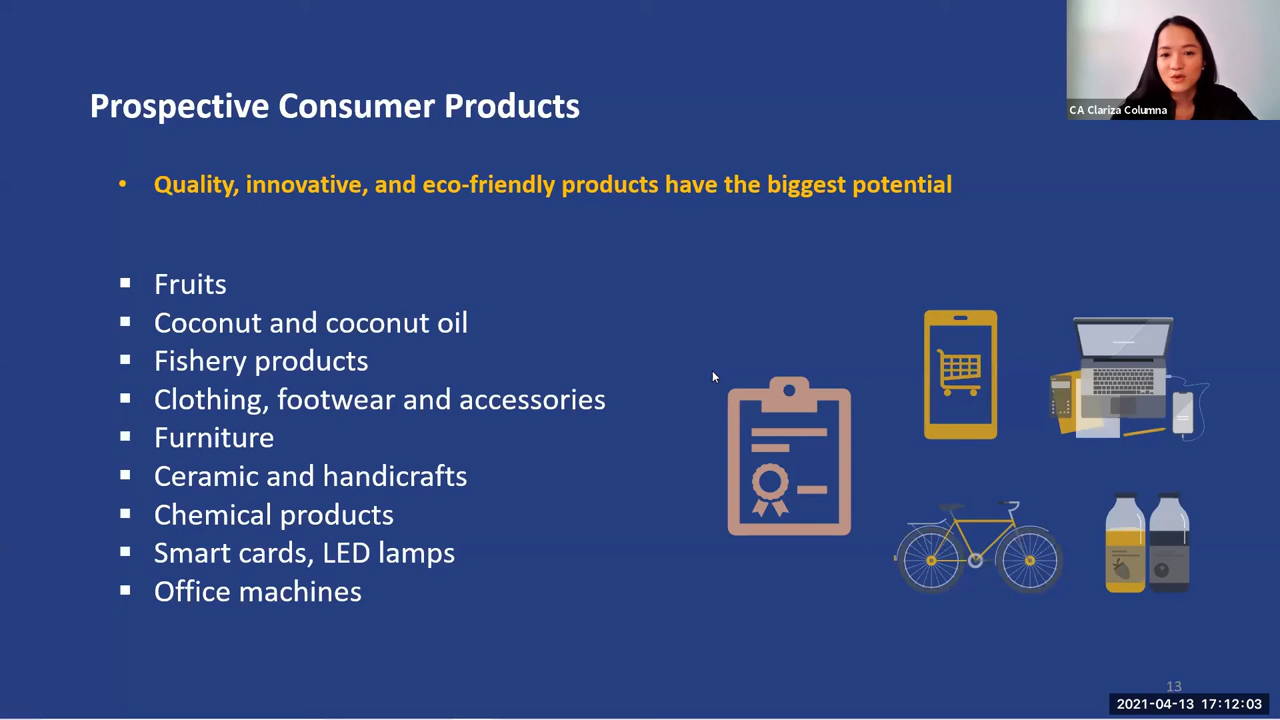 CA Clariza Columna
Prospective Consumer Products
• Quality, innovative, and eco-friendly products have the biggest potential
▪ Fruits
▪ Coconut and coconut oil
▪ Fishery products
▪ Clothing, footwear and accessories
▪ Furniture
▪ Ceramic and handicrafts
▪ Chemical products
▪ Smart cards, LED lamps
▪ Office machines
13
2021-04-13 17:12:03